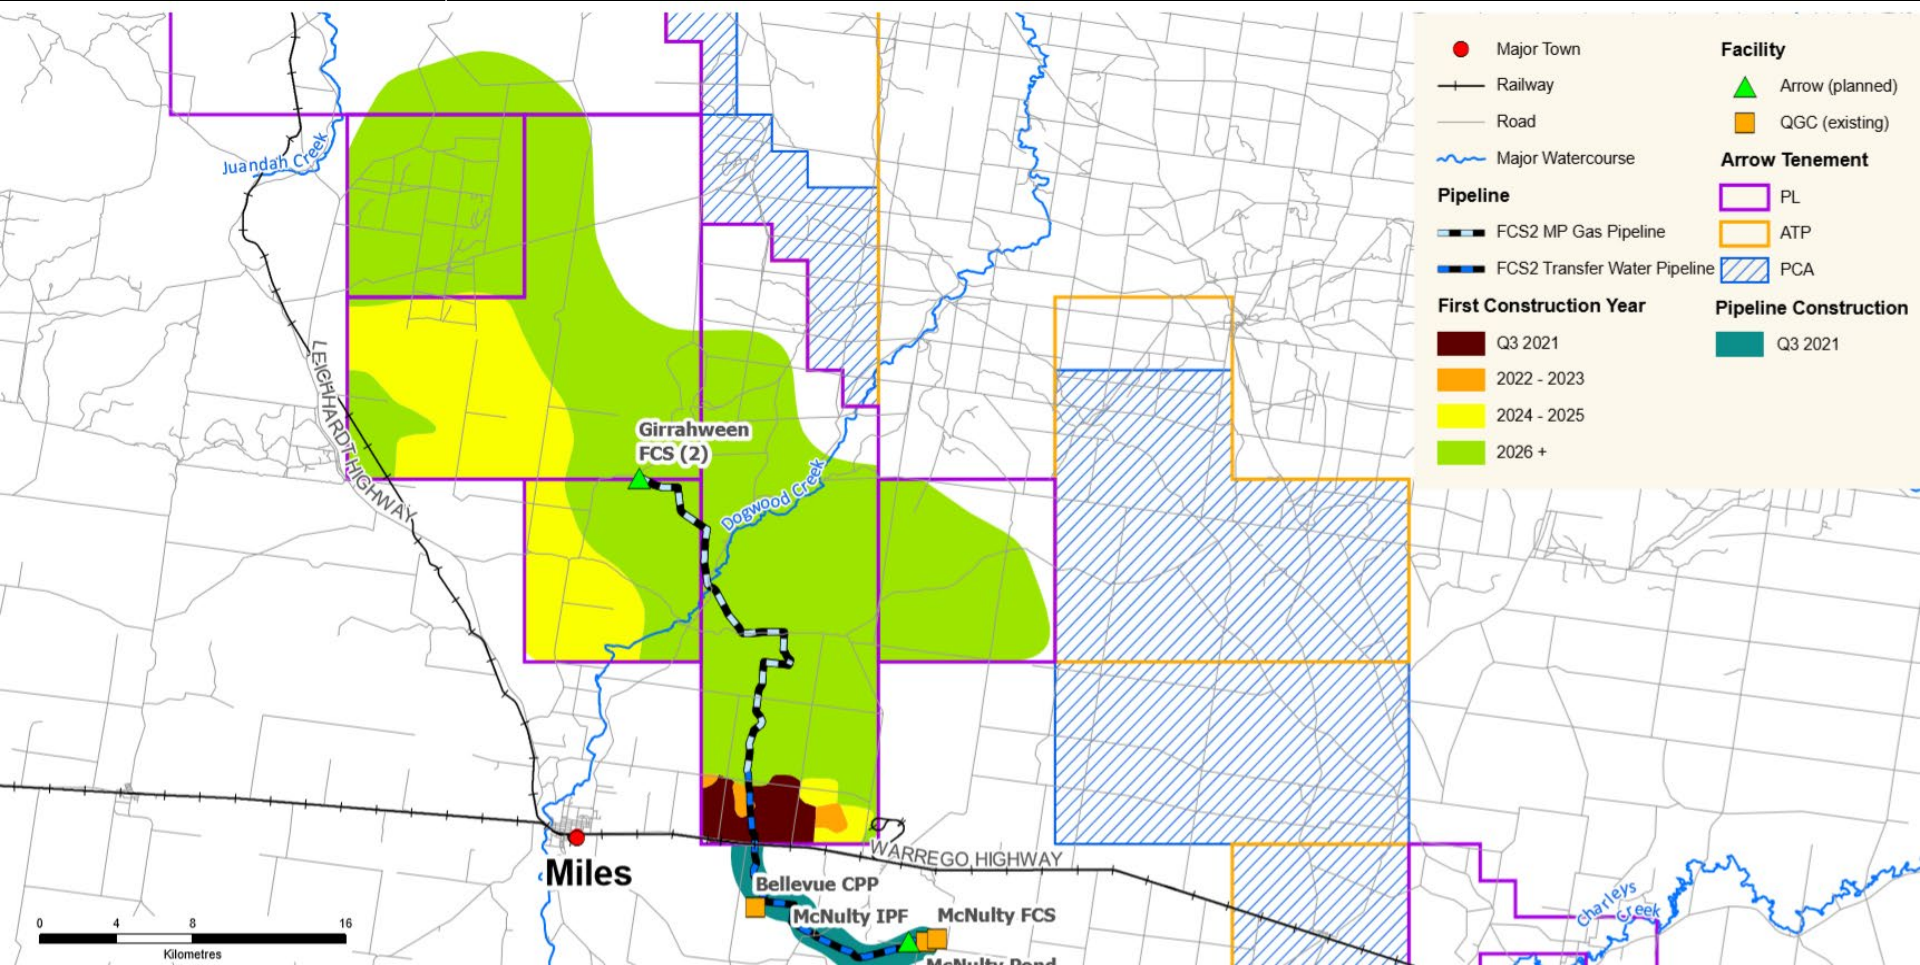 Juandah Creek
LEICHHARDT HIGHWAY
Girrahween
FCS (2)
Dogwood Creek
Miles
WARREGO HIGHWAY
Bellevue CPP
McNulty IPF
McNulty FCS
McNulty Pond
Charleys
Creek
0 4 8 16
Kilometres
Major Town
Railway
Road
Major Watercourse
Pipeline
FCS2 MP Gas Pipeline
FCS2 Transfer Water Pipeline
First Construction Year
Q3 2021
2022 - 2023
2024 - 2025
2026 +
Facility
Arrow (planned)
QGC (existing)
Arrow Tenement
PL
ATP
PCA
Pipeline Construction
Q3 2021